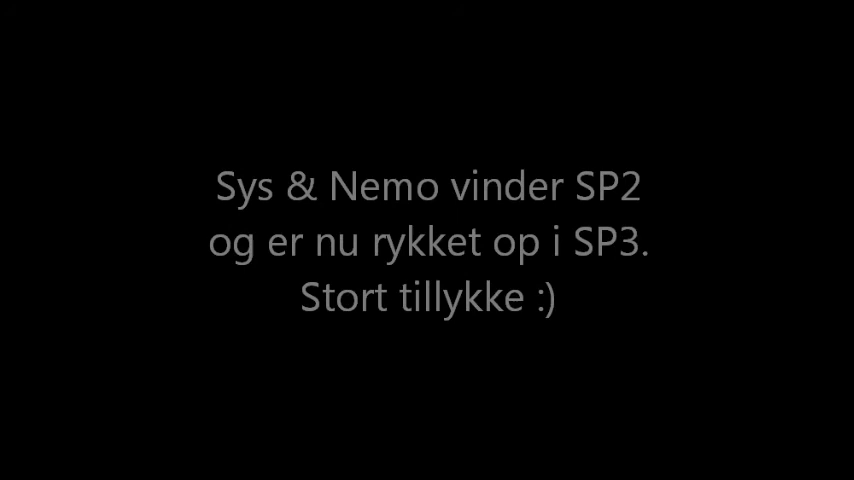 Sys & Nemo vinder SP2
og er nu rykket op i SP3.
Stort tillykke :)